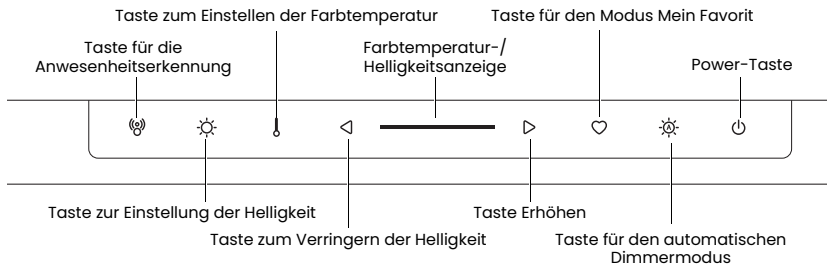 Taste zum Einstellen der Farbtemperatur
Taste für den Modus Mein Favorit
Taste für die
Anwesenheitserkennung
Farbtemperatur-/
Helligkeitsanzeige
Power-Taste
A
Taste zur Einstellung der Helligkeit
Taste Erhöhen
Taste zum Verringern der Helligkeit
Taste für den automatischen
Dimmermodus